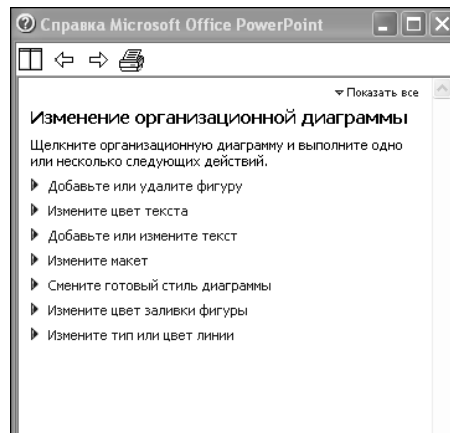 Справка Microsoft Office PowerPoint
Показать все
Изменение организационной диаграммы
Щелкните организационную диаграмму и выполните одно
или несколько следующих действий.
Добавьте или удалите фигуру
Измените цвет текста
Добавьте или измените текст
Измените макет
Смените готовый стиль диаграммы
Измените цвет заливки фигуры
Измените тип или цвет линии